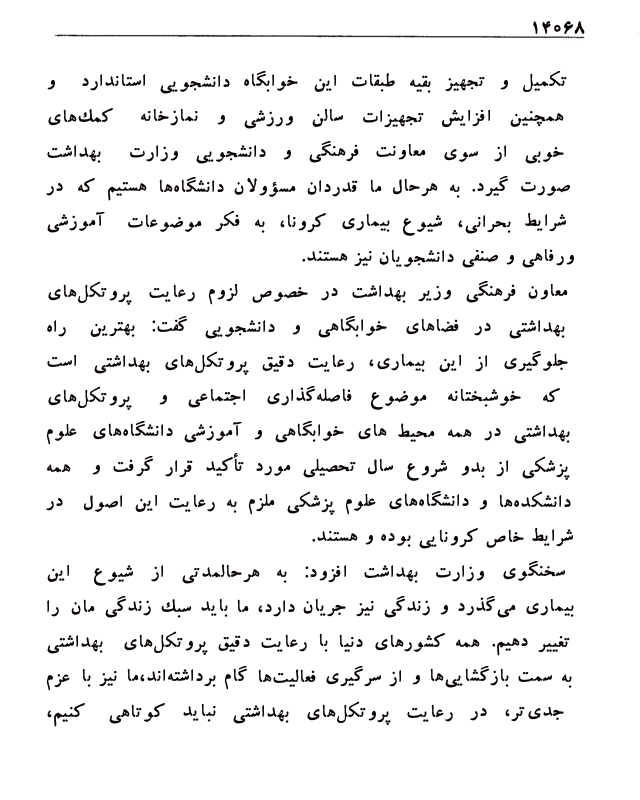 ۱۴۰۶۸
تکمیل و تجهیز بقیه طبقات این خوابگاه دانشجویی استاندارد و
همچنین افزایش تجهیزات سالن ورزشی و نمازخانه کمك‌های
خوبی از سوی معاونت فرهنگی و دانشجویی وزارت بهداشت
صورت گیرد. به هرحال ما قدردان مسؤولان دانشگاه‌ها هستیم که در
شرایط بحرانی، شیوع بیماری کرونا، به فکر موضوعات آموزشی
ورفاهی و صنفی دانشجویان نیز هستند.
معاون فرهنگی وزیر بهداشت در خصوص لزوم رعایت پروتکل‌های
بهداشتی در فضاهای خوابگاهی و دانشجویی گفت: بهترین راه
جلوگیری از این بیماری، رعایت دقیق پروتکل‌های بهداشتی است
که خوشبختانه موضوع فاصله‌گذاری اجتماعی و پروتکل‌های
بهداشتی در همه محیط های خوابگاهی و آموزشی دانشگاه‌های علوم
پزشکی از بدو شروع سال تحصیلی مورد تأکید قرار گرفت و همه
دانشکده‌ها و دانشگاه‌های علوم پزشکی ملزم به رعایت این اصول در
شرایط خاص کرونایی بوده و هستند.
سخنگوی وزارت بهداشت افزود: به هرحالمدتی از شیوع این
بیماری می‌گذرد و زندگی نیز جریان دارد، ما باید سبك زندگی مان را
تغییر دهیم. همه کشورهای دنیا با رعایت دقیق پروتکل‌های بهداشتی
به سمت بازگشایی‌ها و از سرگیری فعالیت‌ها گام برداشته‌اند،ما نیز با عزم
جدی‌تر، در رعایت پروتکل‌های بهداشتی نباید کوتاهی کنیم،